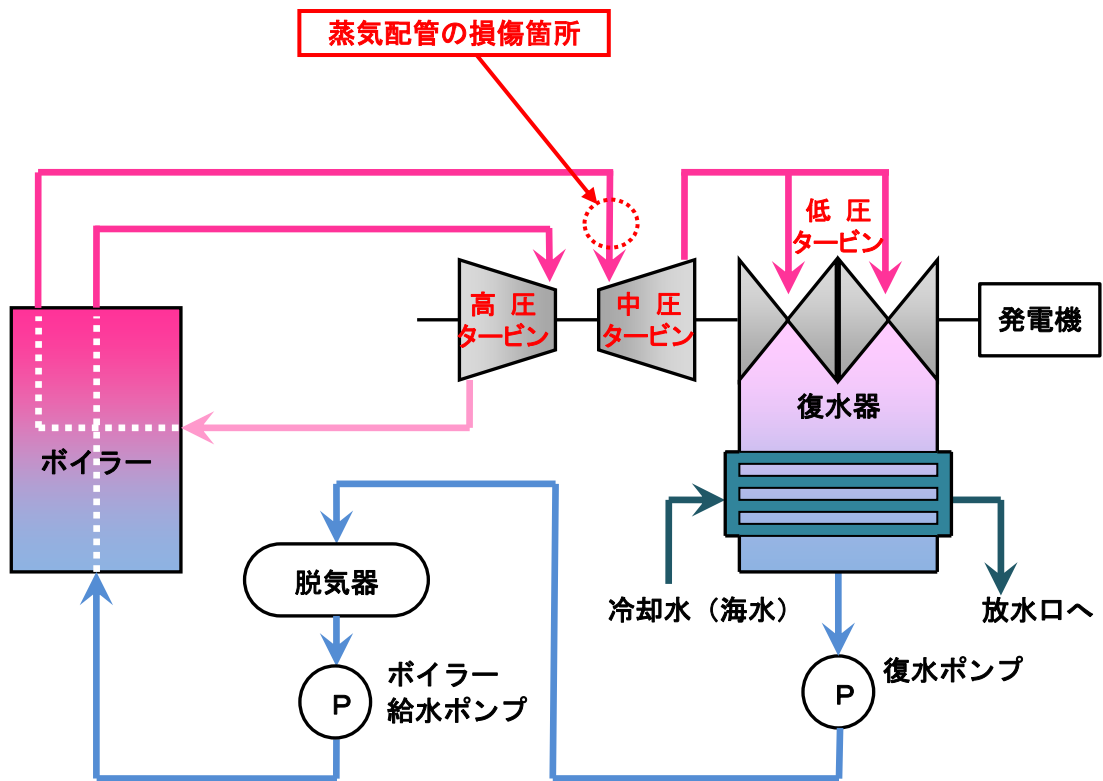 蒸気配管の損傷箇所
低 圧
タービン
高 圧
タービン
中 圧
タービン
発電機
復水器
ボイラー
脱気器
冷却水（海水）
放水口へ
ボイラー
給水ポンプ
P
復水ポンプ
P